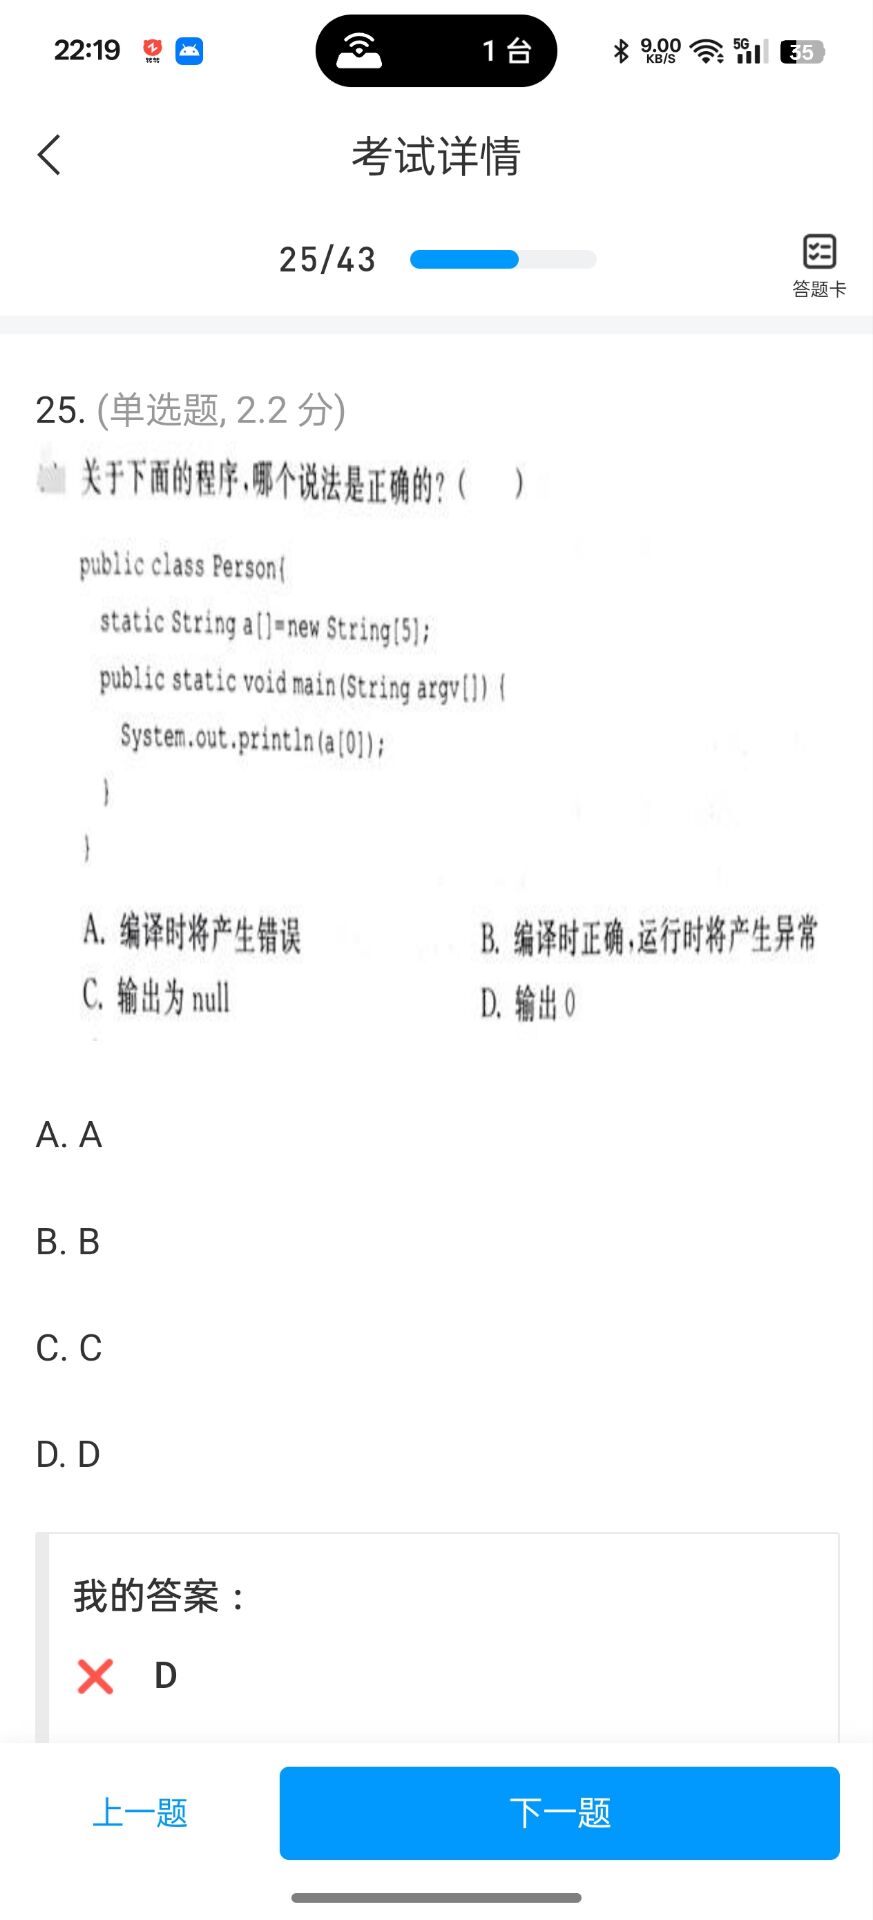 22:19
1 台
9.00 KB/S
5G
35
考试详情
25/43
答题卡
25. (单选题, 2.2 分)
关于下面的程序,哪个说法是正确的?(　　)
public class Person{
static String a[]=new String[5];
public static void main(String argv[]) {
System.out.println(a[0]);
}
}
A. 编译时将产生错误
B. 编译时正确,运行时将产生异常
C. 输出为 null
D. 输出 0
A. A
B. B
C. C
D. D
我的答案：
D
上一题
下一题